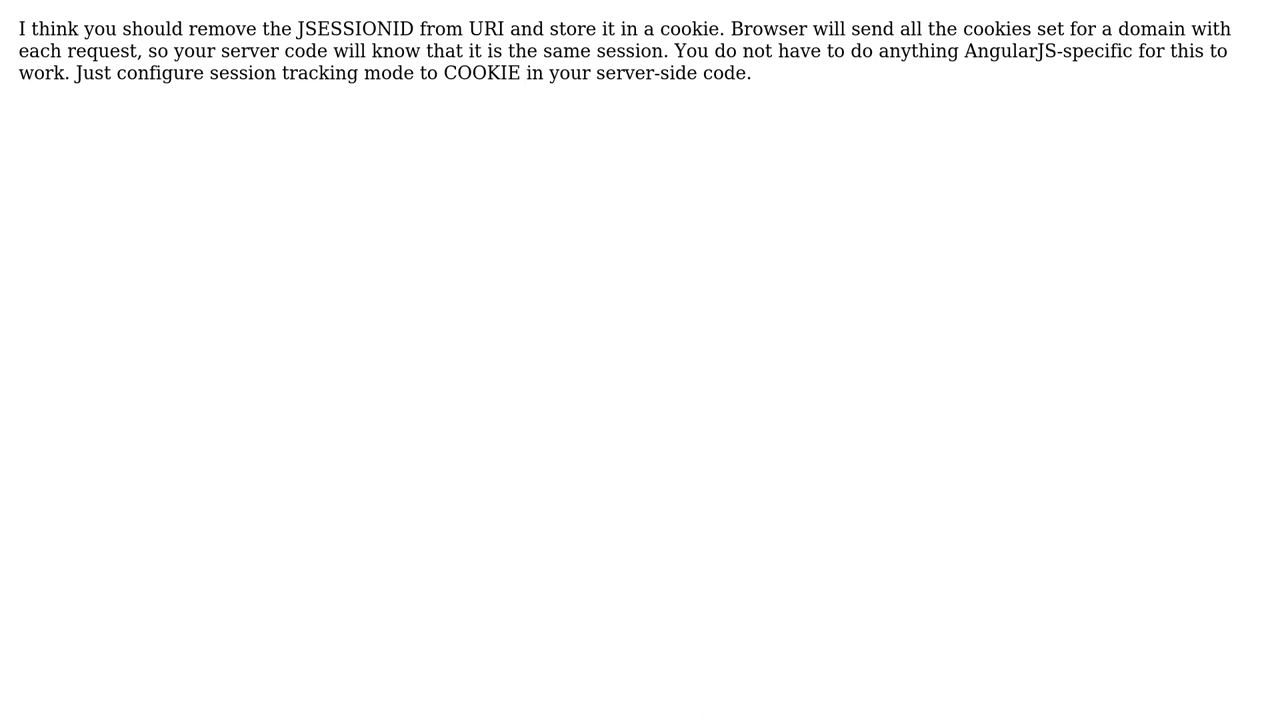 I think you should remove the JSESSIONID from URI and store it in a cookie. Browser will send all the cookies set for a domain with
each request, so your server code will know that it is the same session. You do not have to do anything AngularJS-specific for this to
work. Just configure session tracking mode to COOKIE in your server-side code.